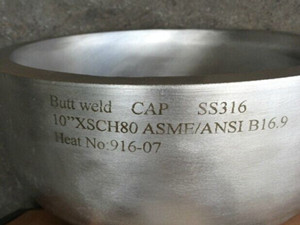 Butt weld CAP SS316
10”XSCH80 ASME/ANSI B16.9
Heat No:916-07